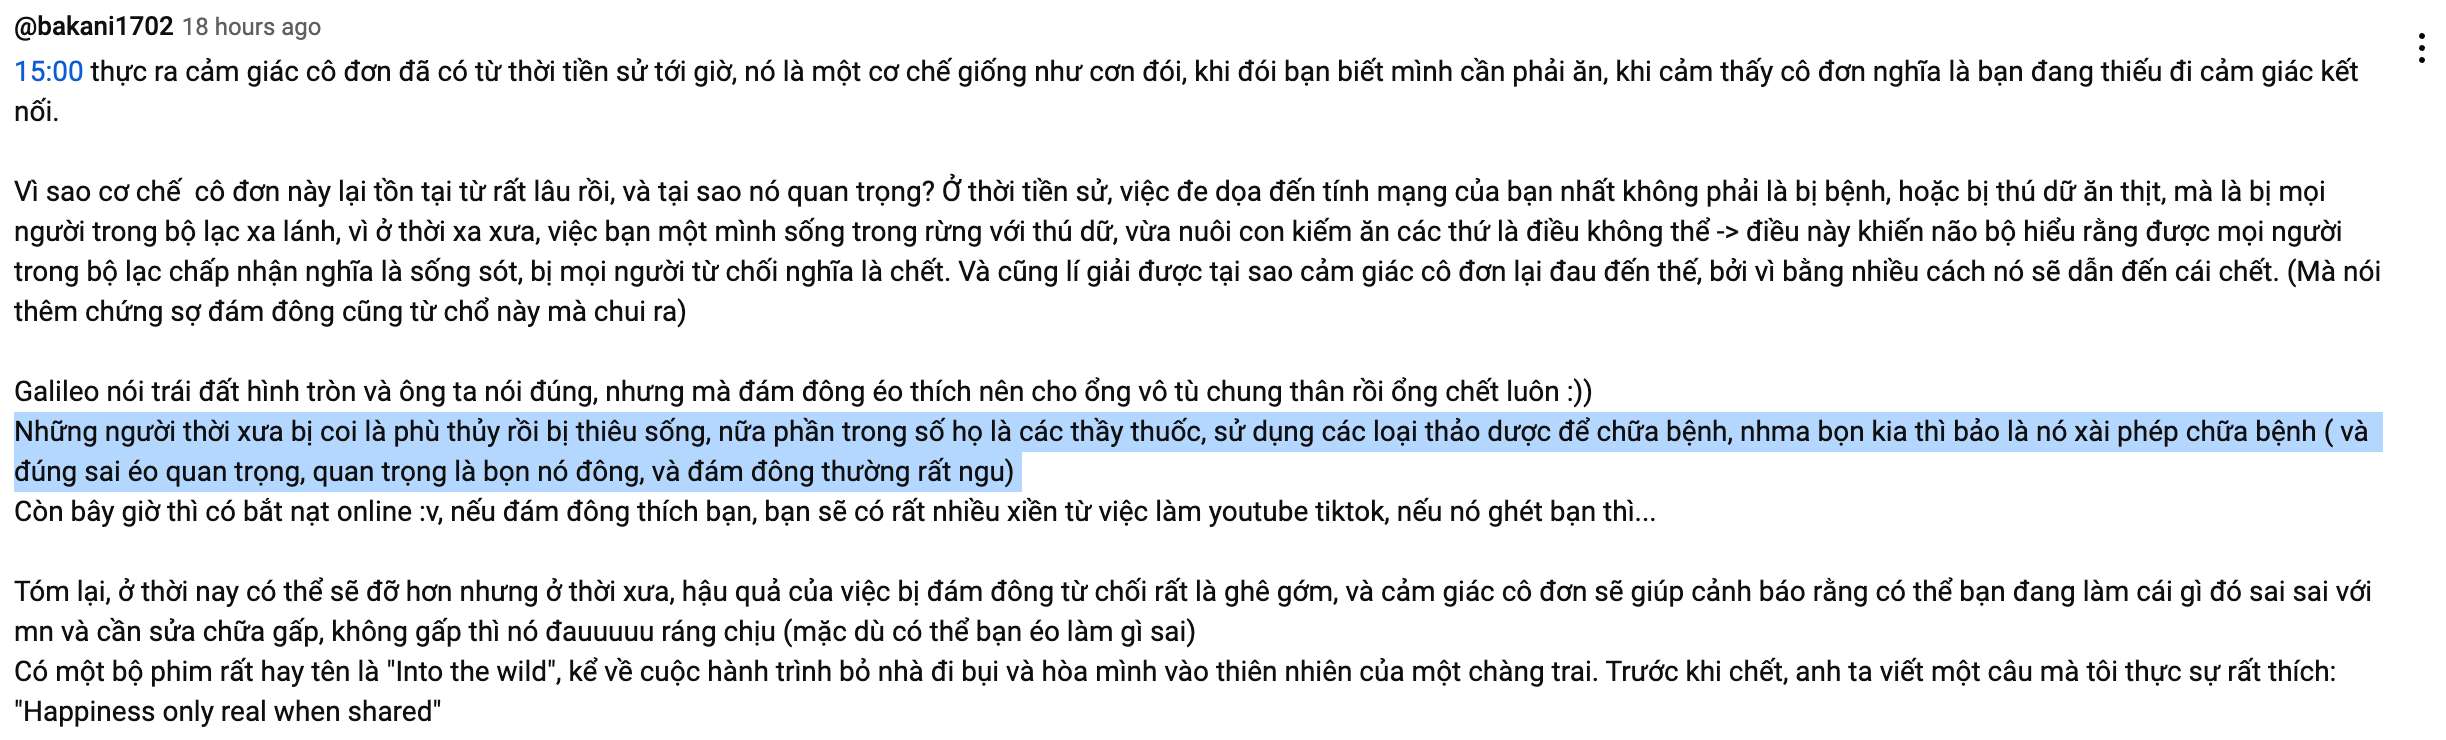 @bakani1702 18 hours ago
15:00 thực ra cảm giác cô đơn đã có từ thời tiền sử tới giờ, nó là một cơ chế giống như cơn đói, khi đói bạn biết mình cần phải ăn, khi cảm thấy cô đơn nghĩa là bạn đang thiếu đi cảm giác kết
nối.
Vì sao cơ chế  cô đơn này lại tồn tại từ rất lâu rồi, và tại sao nó quan trọng? Ở thời tiền sử, việc đe dọa đến tính mạng của bạn nhất không phải là bị bệnh, hoặc bị thú dữ ăn thịt, mà là bị mọi
người trong bộ lạc xa lánh, vì ở thời xa xưa, việc bạn một mình sống trong rừng với thú dữ, vừa nuôi con kiếm ăn các thứ là điều không thể -> điều này khiến não bộ hiểu rằng được mọi người
trong bộ lạc chấp nhận nghĩa là sống sót, bị mọi người từ chối nghĩa là chết. Và cũng lí giải được tại sao cảm giác cô đơn lại đau đến thế, bởi vì bằng nhiều cách nó sẽ dẫn đến cái chết. (Mà nói
thêm chứng sợ đám đông cũng từ chổ này mà chui ra)
Galileo nói trái đất hình tròn và ông ta nói đúng, nhưng mà đám đông éo thích nên cho ổng vô tù chung thân rồi ổng chết luôn :))
Những người thời xưa bị coi là phù thủy rồi bị thiêu sống, nữa phần trong số họ là các thầy thuốc, sử dụng các loại thảo dược để chữa bệnh, nhma bọn kia thì bảo là nó xài phép chữa bệnh ( và
đúng sai éo quan trọng, quan trọng là bọn nó đông, và đám đông thường rất ngu)
Còn bây giờ thì có bắt nạt online :v, nếu đám đông thích bạn, bạn sẽ có rất nhiều xiền từ việc làm youtube tiktok, nếu nó ghét bạn thì...
Tóm lại, ở thời nay có thể sẽ đỡ hơn nhưng ở thời xưa, hậu quả của việc bị đám đông từ chối rất là ghê gớm, và cảm giác cô đơn sẽ giúp cảnh báo rằng có thể bạn đang làm cái gì đó sai sai với
mn và cần sửa chữa gấp, không gấp thì nó đauuuuu ráng chịu (mặc dù có thể bạn éo làm gì sai)
Có một bộ phim rất hay tên là "Into the wild", kể về cuộc hành trình bỏ nhà đi bụi và hòa mình vào thiên nhiên của một chàng trai. Trước khi chết, anh ta viết một câu mà tôi thực sự rất thích:
"Happiness only real when shared"